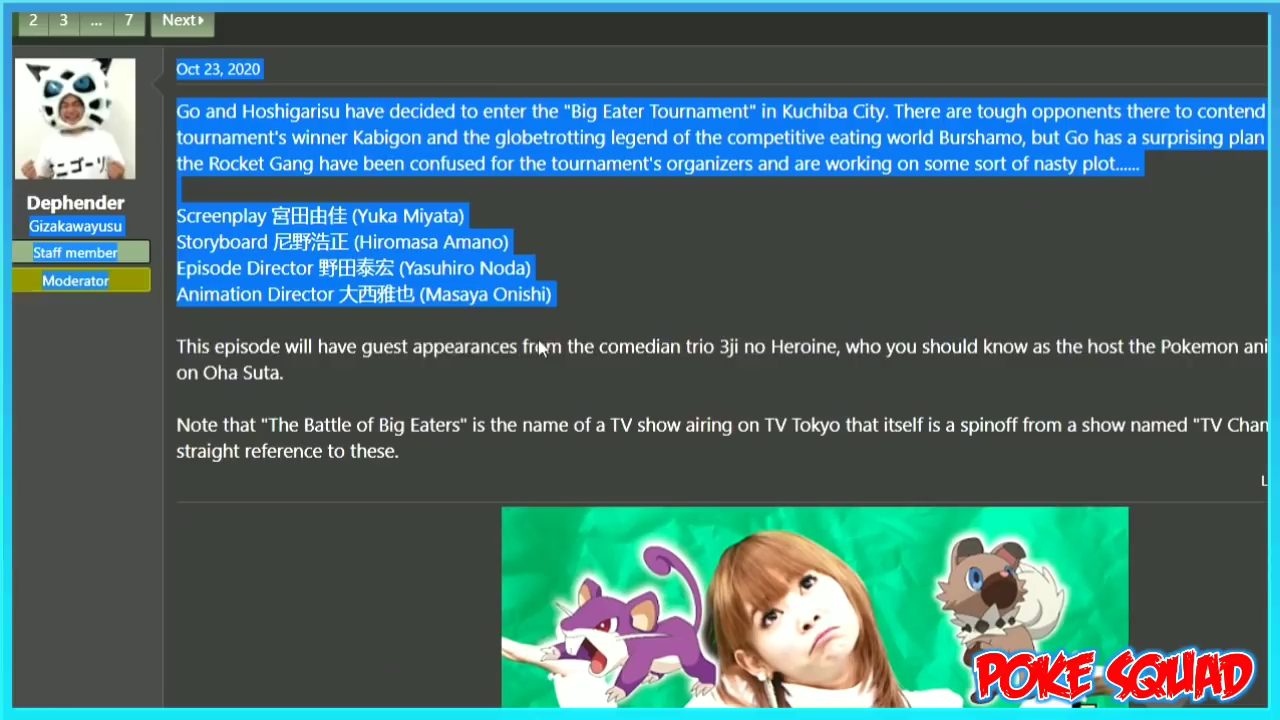 2 3 ... 7 Next
Oct 23, 2020
Go and Hoshigarisu have decided to enter the "Big Eater Tournament" in Kuchiba City. There are tough opponents there to contend
tournament's winner Kabigon and the globetrotting legend of the competitive eating world Burshamo, but Go has a surprising plan
the Rocket Gang have been confused for the tournament's organizers and are working on some sort of nasty plot......
ニゴーリ
Dephender
Gizakawayusu
Staff member
Moderator
Screenplay 宮田由佳 (Yuka Miyata)
Storyboard 尼野浩正 (Hiromasa Amano)
Episode Director 野田泰宏 (Yasuhiro Noda)
Animation Director 大西雅也 (Masaya Onishi)
This episode will have guest appearances from the comedian trio 3ji no Heroine, who you should know as the host the Pokemon ani
on Oha Suta.
Note that "The Battle of Big Eaters" is the name of a TV show airing on TV Tokyo that itself is a spinoff from a show named "TV Cham
straight reference to these.
L
POKE SQUAD